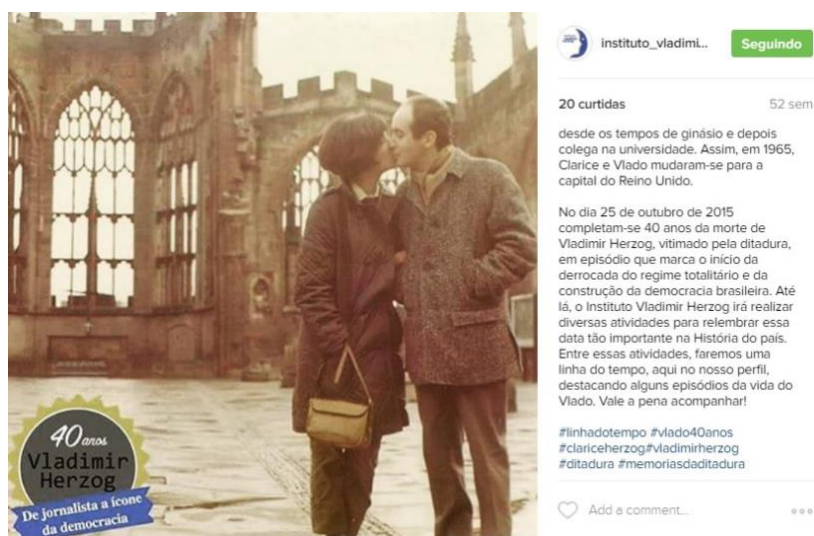 40 anos
Vladimir
Herzog
De jornalista a ícone
da democracia
instituto_vladimi...
Seguindo
20 curtidas
52 sem
desde os tempos de ginásio e depois
colega na universidade. Assim, em 1965,
Clarice e Vlado mudaram-se para a
capital do Reino Unido.
No dia 25 de outubro de 2015
completam-se 40 anos da morte de
Vladimir Herzog, vitimado pela ditadura,
em episódio que marca o início da
derrocada do regime totalitário e da
construção da democracia brasileira. Até
lá, o Instituto Vladimir Herzog irá realizar
diversas atividades para relembrar essa
data tão importante na História do país.
Entre essas atividades, faremos uma
linha do tempo, aqui no nosso perfil,
destacando alguns episódios da vida do
Vlado. Vale a pena acompanhar!
#linhadotempo #vlado40anos
#clariceherzog#vladimirherzog
#ditadura #memoriasdaditadura
Add a comment...